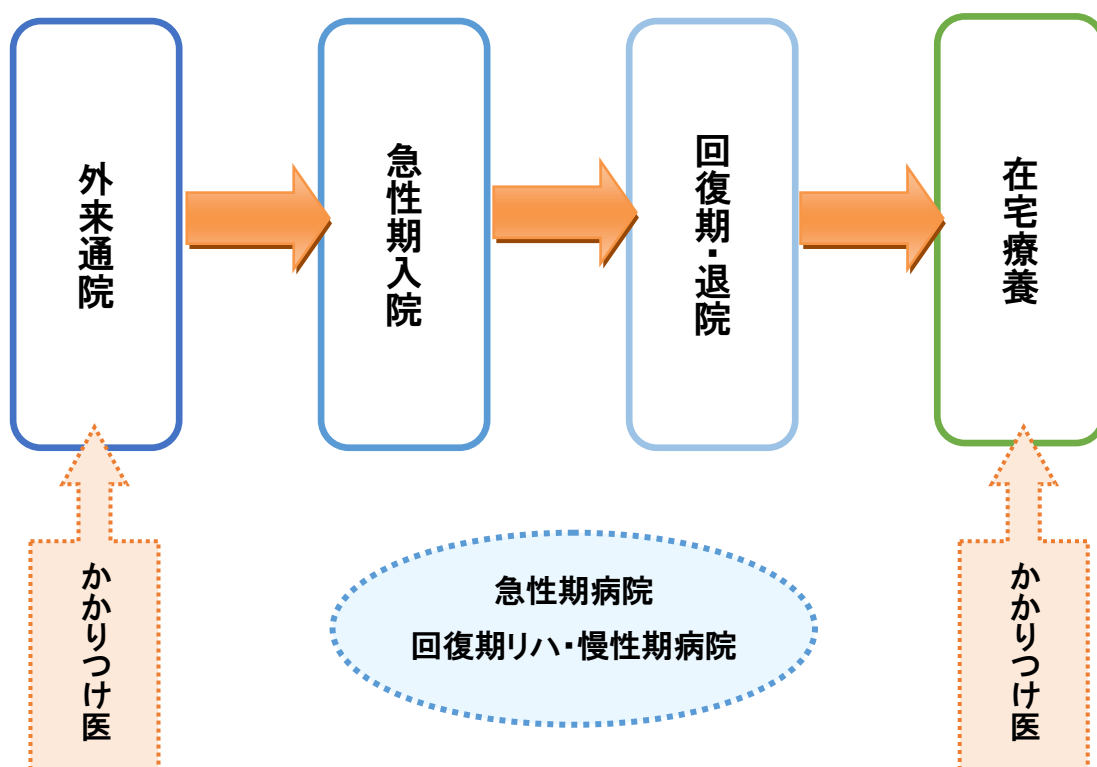 外来通院
急性期入院
回復期・退院
在宅療養
かかりつけ医
急性期病院
回復期リハ・慢性期病院
かかりつけ医